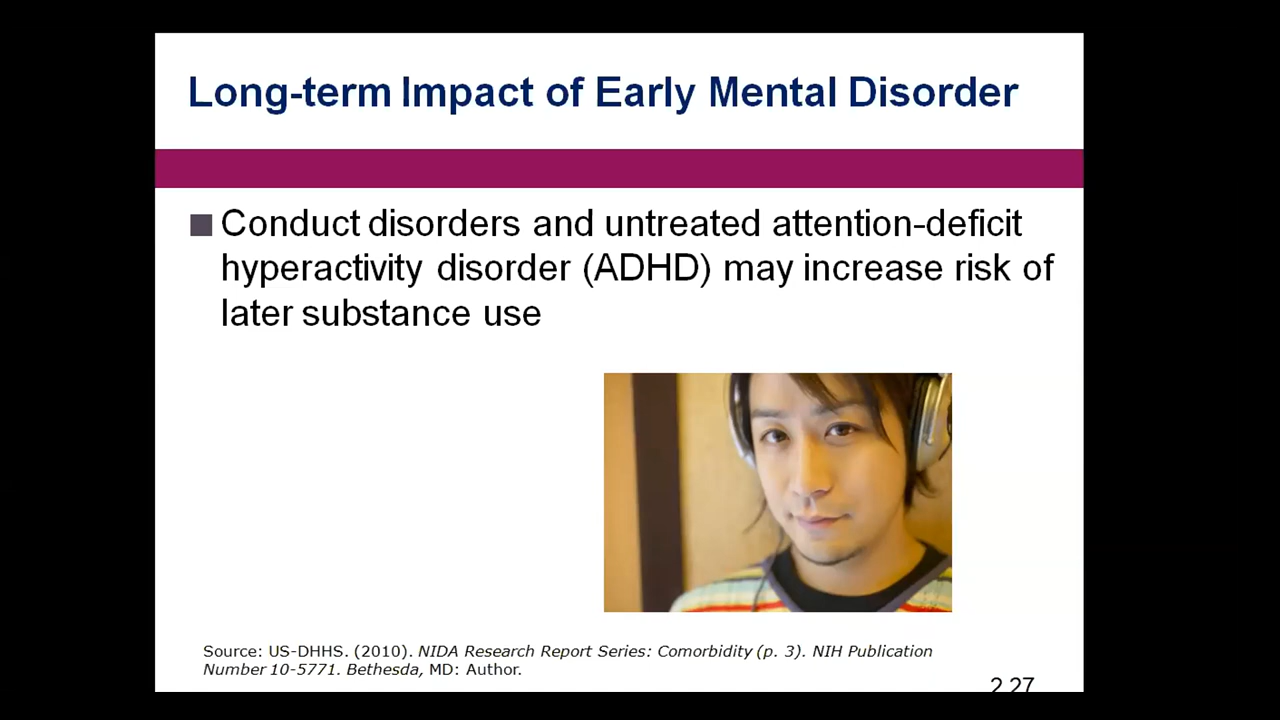 Long-term Impact of Early Mental Disorder
Conduct disorders and untreated attention-deficit
hyperactivity disorder (ADHD) may increase risk of
later substance use
Source: US-DHHS. (2010). NIDA Research Report Series: Comorbidity (p. 3). NIH Publication
Number 10-5771. Bethesda, MD: Author.
2.27